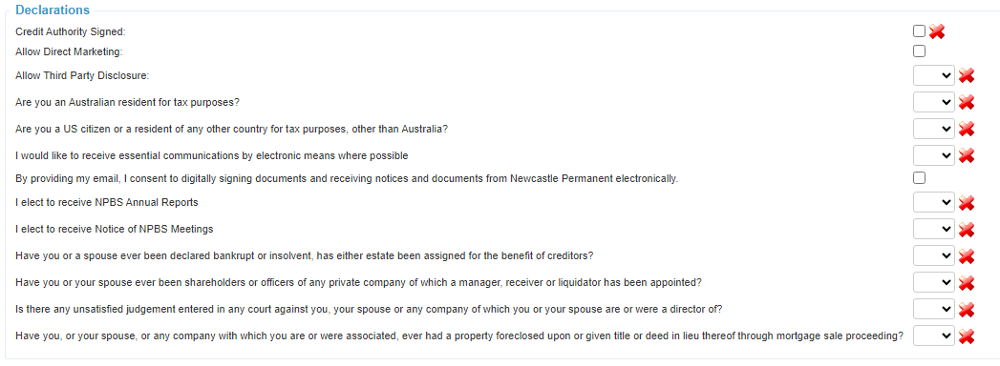 Declarations
Credit Authority Signed:
Allow Direct Marketing:
Allow Third Party Disclosure:
Are you an Australian resident for tax purposes?
Are you a US citizen or a resident of any other country for tax purposes, other than Australia?
I would like to receive essential communications by electronic means where possible
By providing my email, I consent to digitally signing documents and receiving notices and documents from Newcastle Permanent electronically.
I elect to receive NPBS Annual Reports
I elect to receive Notice of NPBS Meetings
Have you or a spouse ever been declared bankrupt or insolvent, has either estate been assigned for the benefit of creditors?
Have you or your spouse ever been shareholders or officers of any private company of which a manager, receiver or liquidator has been appointed?
Is there any unsatisfied judgement entered in any court against you, your spouse or any company of which you or your spouse are or were a director of?
Have you, or your spouse, or any company with which you are or were associated, ever had a property foreclosed upon or given title or deed in lieu thereof through mortgage sale proceeding?